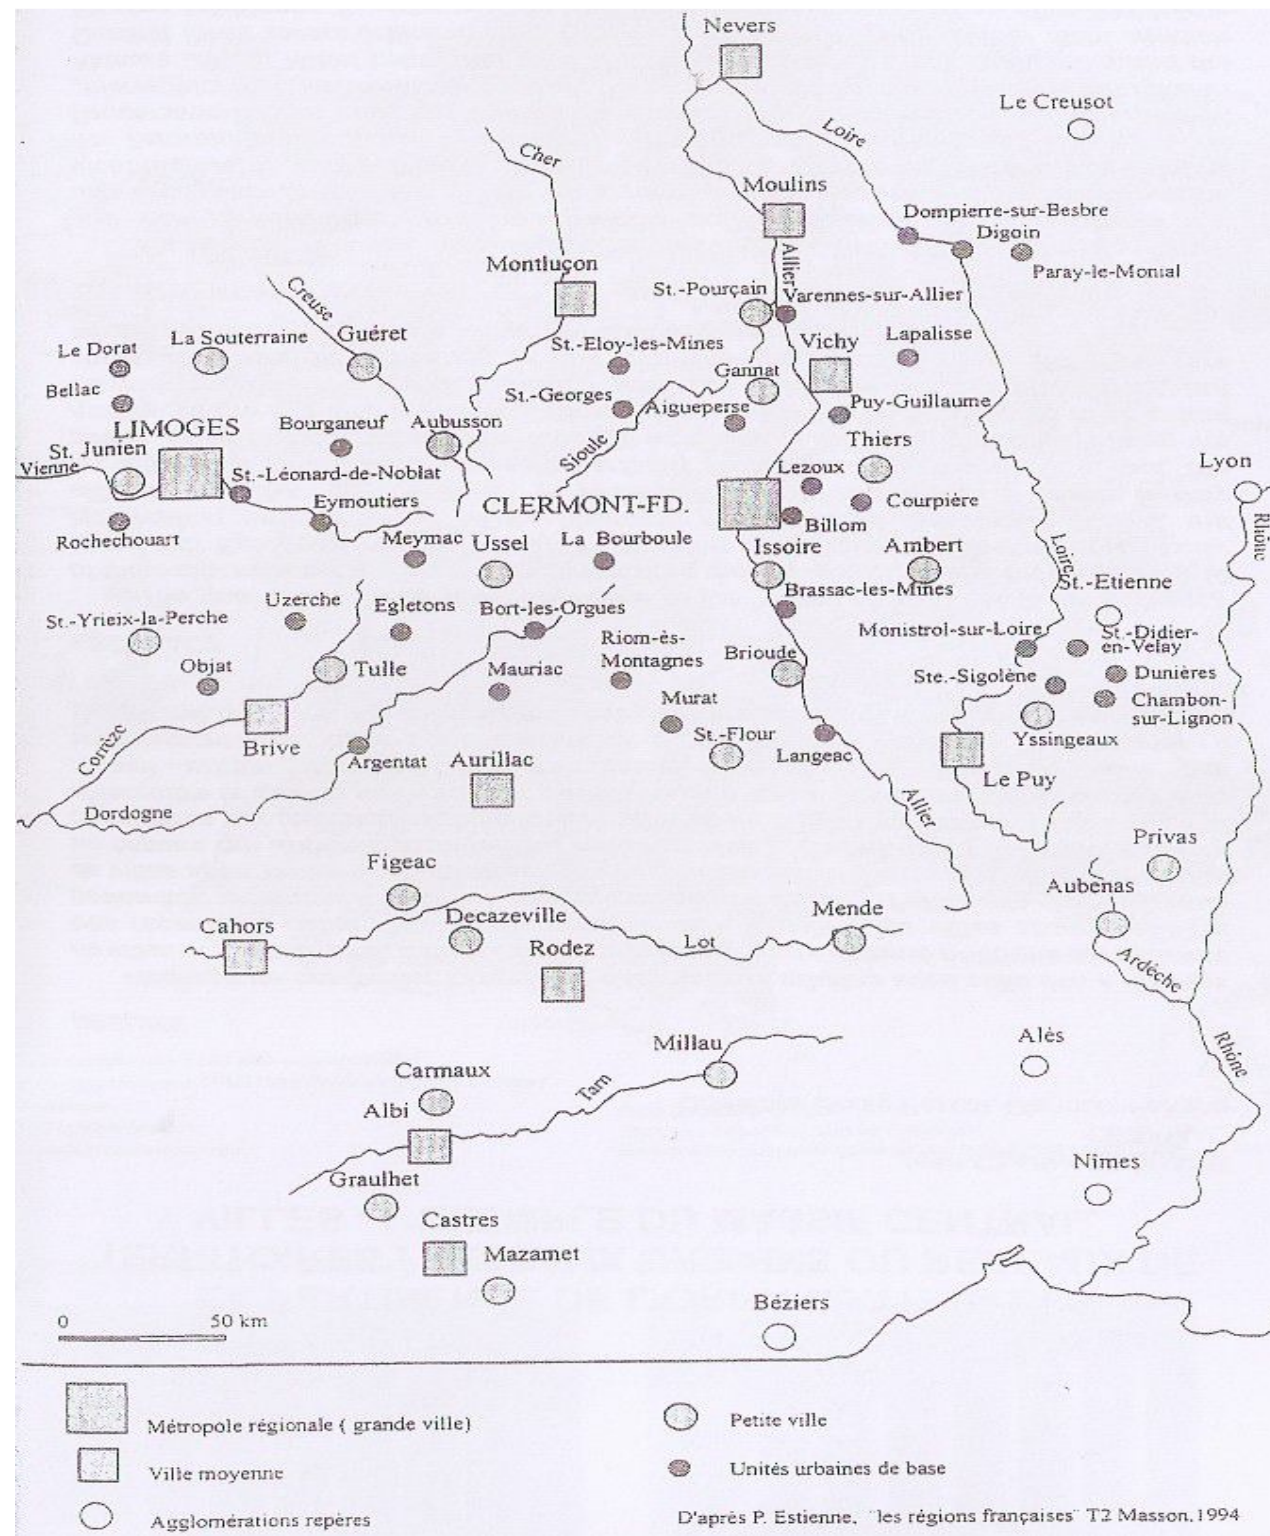 Nevers
Le Creusot
Loire
Cher
Moulins
Dompierre-sur-Besbre
Digoin
Paray-le-Monial
Allier
Montluçon
St.-Pourçain
Varennes-sur-Allier
Creuse
La Souterraine
Guéret
Le Dorat
St.-Eloy-les-Mines
Vichy
Lapalisse
Bellac
Gannat
St.-Georges
Aigueperse
Puy-Guillaume
LIMOGES
Bourganeuf
Aubusson
Sioule
Thiers
St. Junien
Vienne
St.-Léonard-de-Noblat
Lezoux
Lyon
Eymoutiers
CLERMONT-FD.
Courpière
Billom
Rhône
Rochechouart
Meymac
Ussel
La Bourboule
Issoire
Ambert
Loire
St.-Etienne
Brassac-les-Mines
Uzerche
Egletons
Bort-les-Orgues
St.-Yrieix-la-Perche
Monistrol-sur-Loire
St.-Didier-
en-Velay
Riom-ès-
Montagnes
Brioude
Objat
Tulle
Mauriac
Ste.-Sigolène
Dunières
Murat
Chambon-
sur-Lignon
St.-Flour
Yssingeaux
Corrèze
Brive
Argentat
Aurillac
Langeac
Le Puy
Dordogne
Allier
Privas
Figeac
Aubenas
Cahors
Decazeville
Mende
Rodez
Lot
Ardèche
Millau
Alès
Rhône
Carmaux
Tarn
Albi
Nîmes
Graulhet
Castres
Mazamet
Béziers
0 50 km
Métropole régionale ( grande ville)
Petite ville
Ville moyenne
Unités urbaines de base
Agglomérations repères
D'après P. Estienne, "les régions françaises" T2 Masson,1994